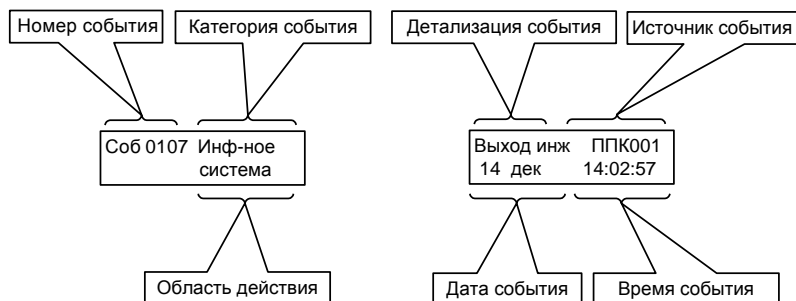 Номер события
Категория события
Детализация события
Источник события
Соб 0107 Инф-ное
система
Выход инж ППК001
14 дек 14:02:57
Область действия
Дата события
Время события